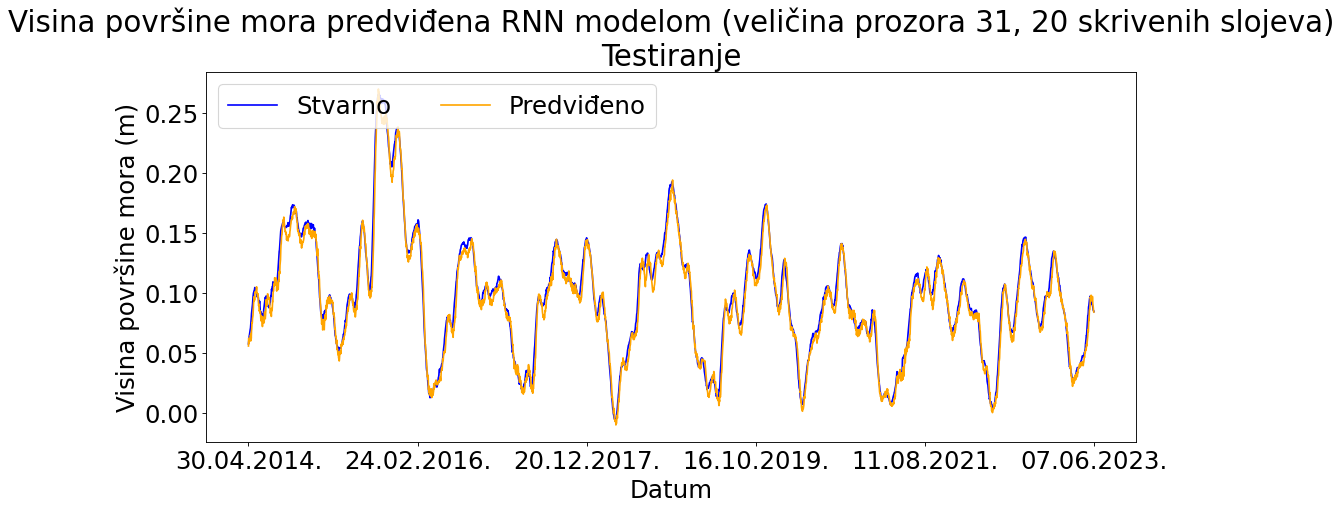 Visina površine mora predviđena RNN modelom (veličina prozora 31, 20 skrivenih slojeva)
Testiranje
Stvarno
Predviđeno
Visina površine mora (m)
0.25
0.20
0.15
0.10
0.05
0.00
30.04.2014.
24.02.2016.
20.12.2017.
16.10.2019.
11.08.2021.
07.06.2023.
Datum